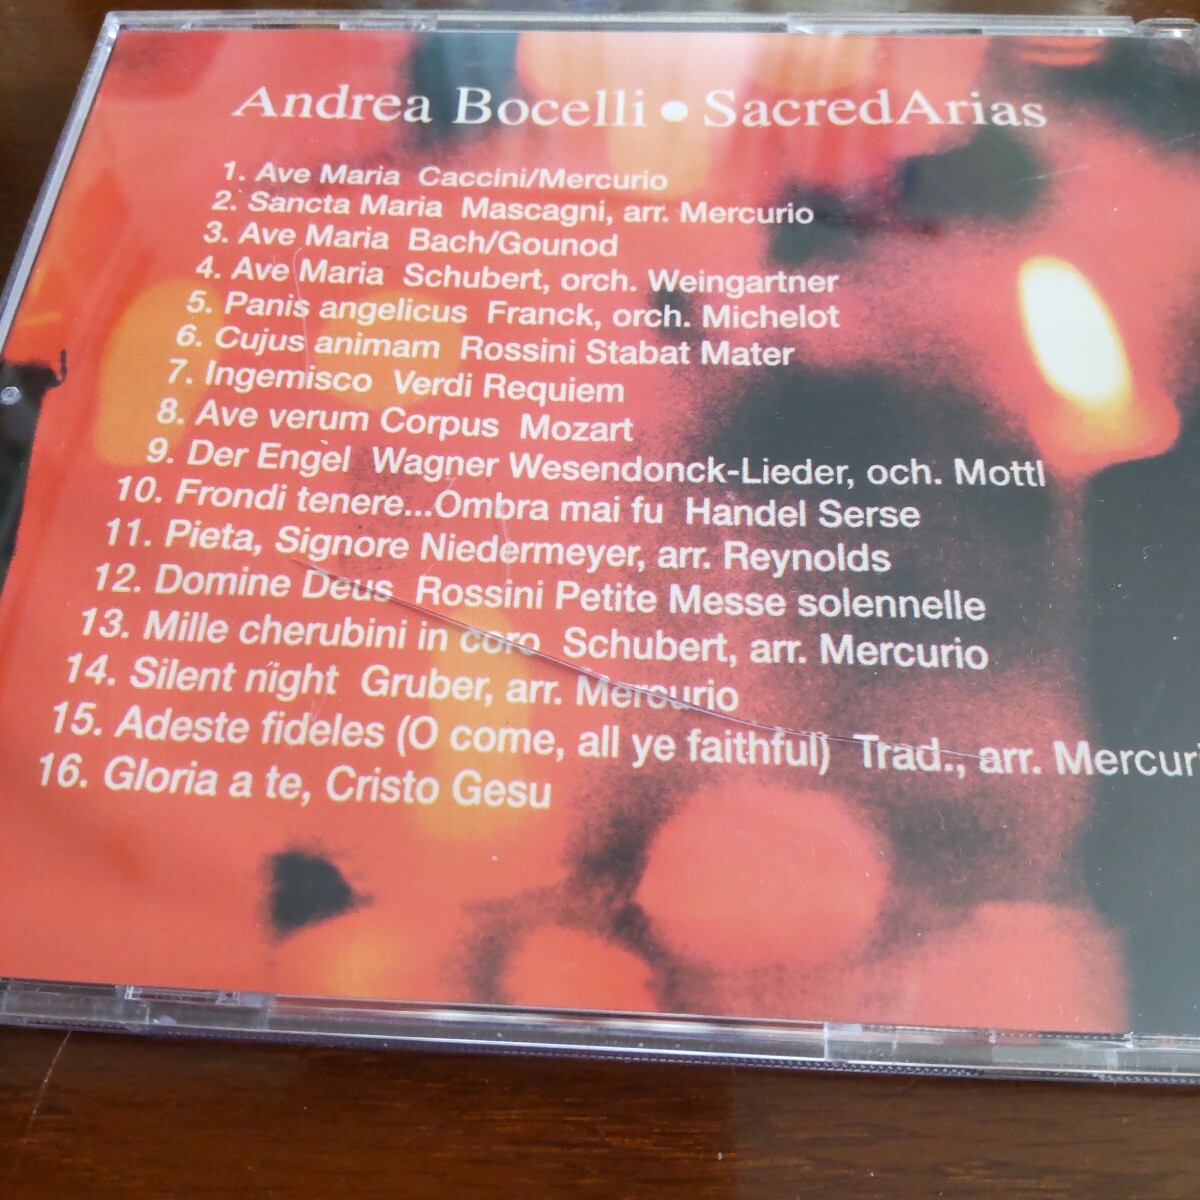 Andrea Bocelli • SacredArias
1. Ave Maria Caccini/Mercurio
2. Sancta Maria Mascagni, arr. Mercurio
3. Ave Maria Bach/Gounod
4. Ave Maria Schubert, orch. Weingartner
5. Panis angelicus Franck, orch. Michelot
6. Cujus animam Rossini Stabat Mater
7. Ingemisco Verdi Requiem
8. Ave verum Corpus Mozart
9. Der Engel Wagner Wesendonck-Lieder, och. Mottl
10. Frondi tenere...Ombra mai fu Handel Serse
11. Pieta, Signore Niedermeyer, arr. Reynolds
12. Domine Deus Rossini Petite Messe solennelle
13. Mille cherubini in coro Schubert, arr. Mercurio
14. Silent night Gruber, arr. Mercurio
15. Adeste fideles (O come, all ye faithful) Trad., arr. Mercuri
16. Gloria a te, Cristo Gesu